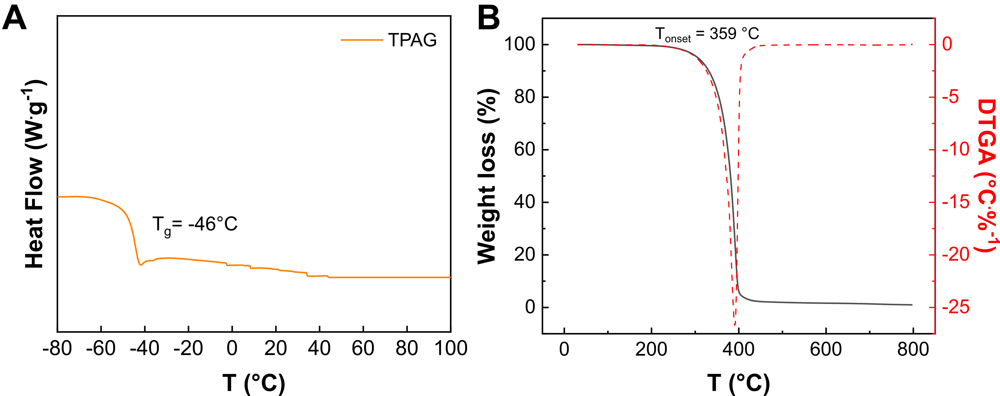 A
TPAG
Heat Flow (W·g-1)
Tg= -46°C
-80 -60 -40 -20 0 20 40 60 80 100
T (°C)
B
Tonset = 359 °C
Weight loss (%)
100
80
60
40
20
0
0
-5
-10
-15
-20
-25
DTGA (°C·%-1)
0 200 400 600 800
T (°C)